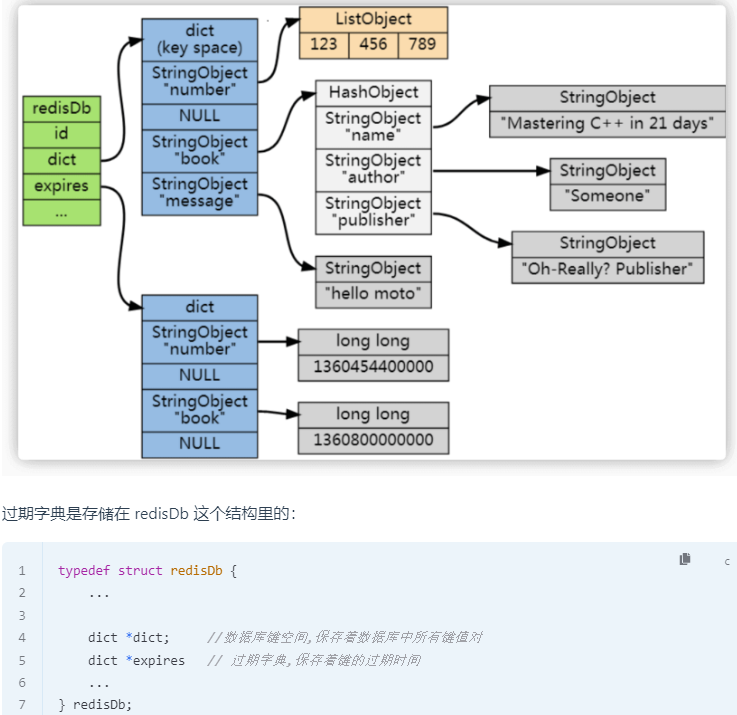 redisDb
id
dict
expires
...
dict
(key space)
StringObject
"number"
NULL
StringObject
"book"
StringObject
"message"
ListObject
123 456 789
HashObject
StringObject
"name"
StringObject
"author"
StringObject
"publisher"
StringObject
"Mastering C++ in 21 days"
StringObject
"Someone"
StringObject
"Oh-Really? Publisher"
StringObject
"hello moto"
dict
StringObject
"number"
NULL
StringObject
"book"
NULL
long long
1360454400000
long long
1360800000000
过期字典是存储在 redisDb 这个结构里的：
c
1 typedef struct redisDb {
2 ...
3
4 dict *dict; //数据库键空间,保存着数据库中所有键值对
5 dict *expires // 过期字典,保存着键的过期时间
6 ...
7 } redisDb;